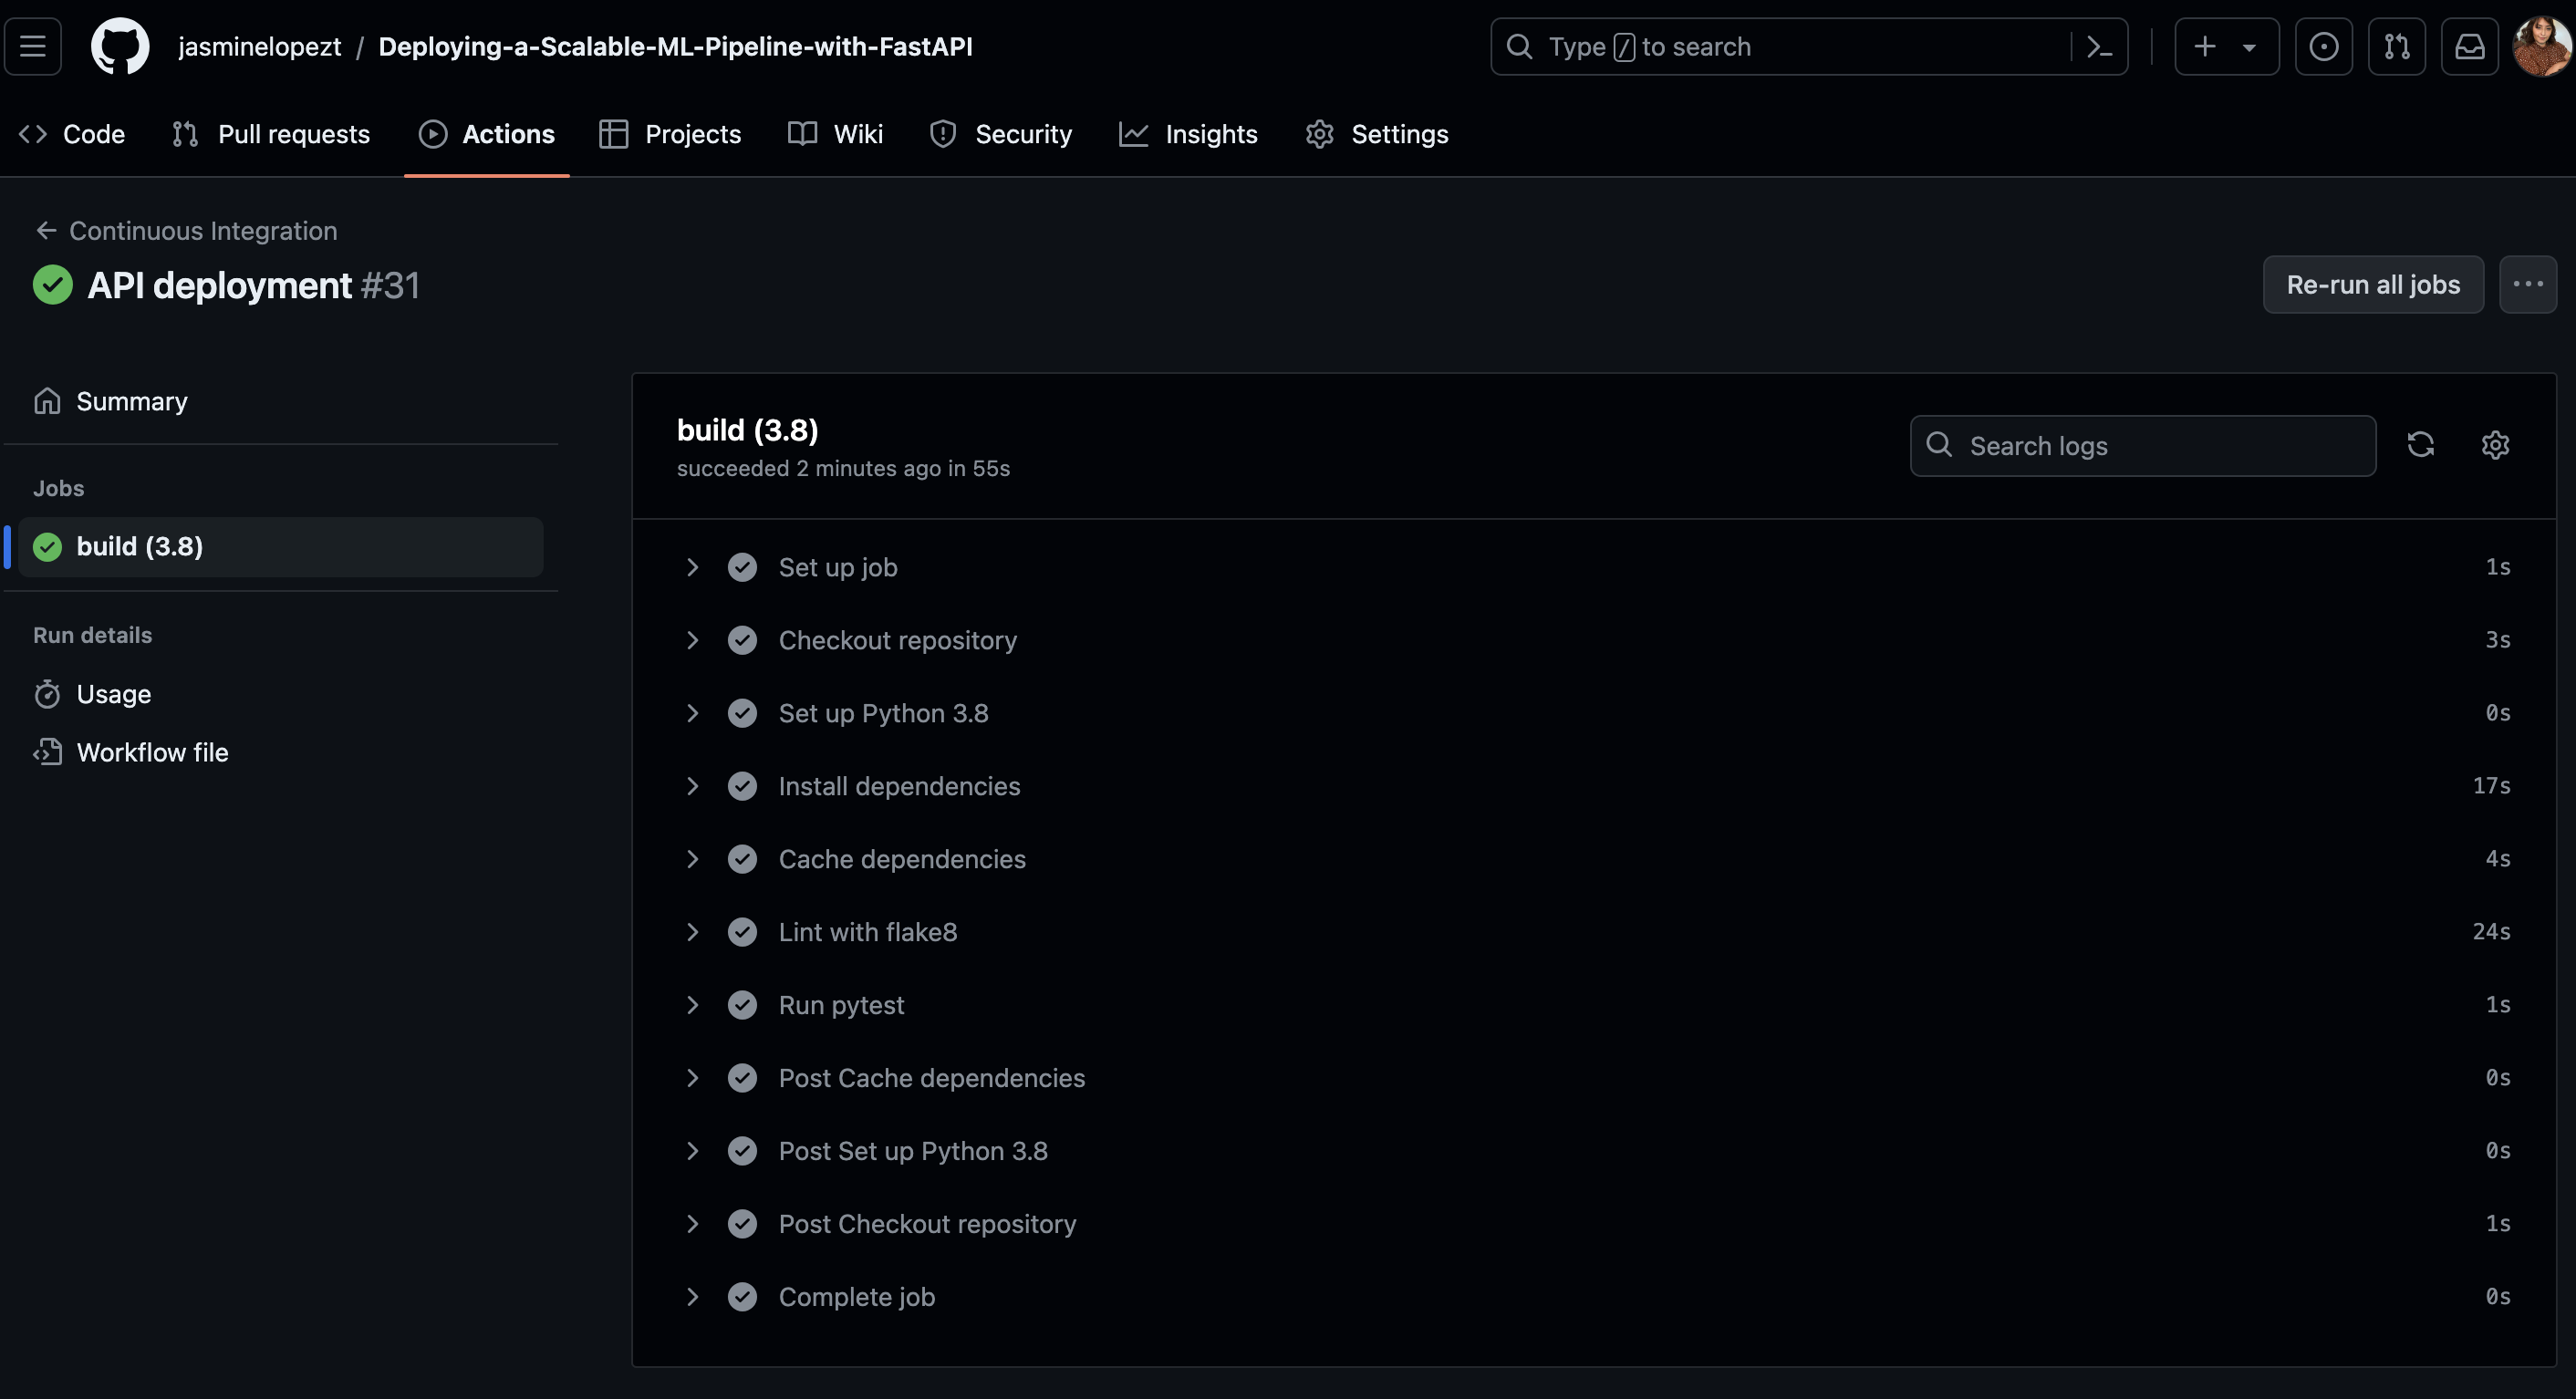 jasminelopezt / Deploying-a-Scalable-ML-Pipeline-with-FastAPI
Type / to search
Code Pull requests Actions Projects Wiki Security Insights Settings
Continuous Integration
API deployment #31
Re-run all jobs
Summary
Jobs
build (3.8)
Run details
Usage
Workflow file
build (3.8)
succeeded 2 minutes ago in 55s
Search logs
Set up job 1s
Checkout repository 3s
Set up Python 3.8 0s
Install dependencies 17s
Cache dependencies 4s
Lint with flake8 24s
Run pytest 1s
Post Cache dependencies 0s
Post Set up Python 3.8 0s
Post Checkout repository 1s
Complete job 0s